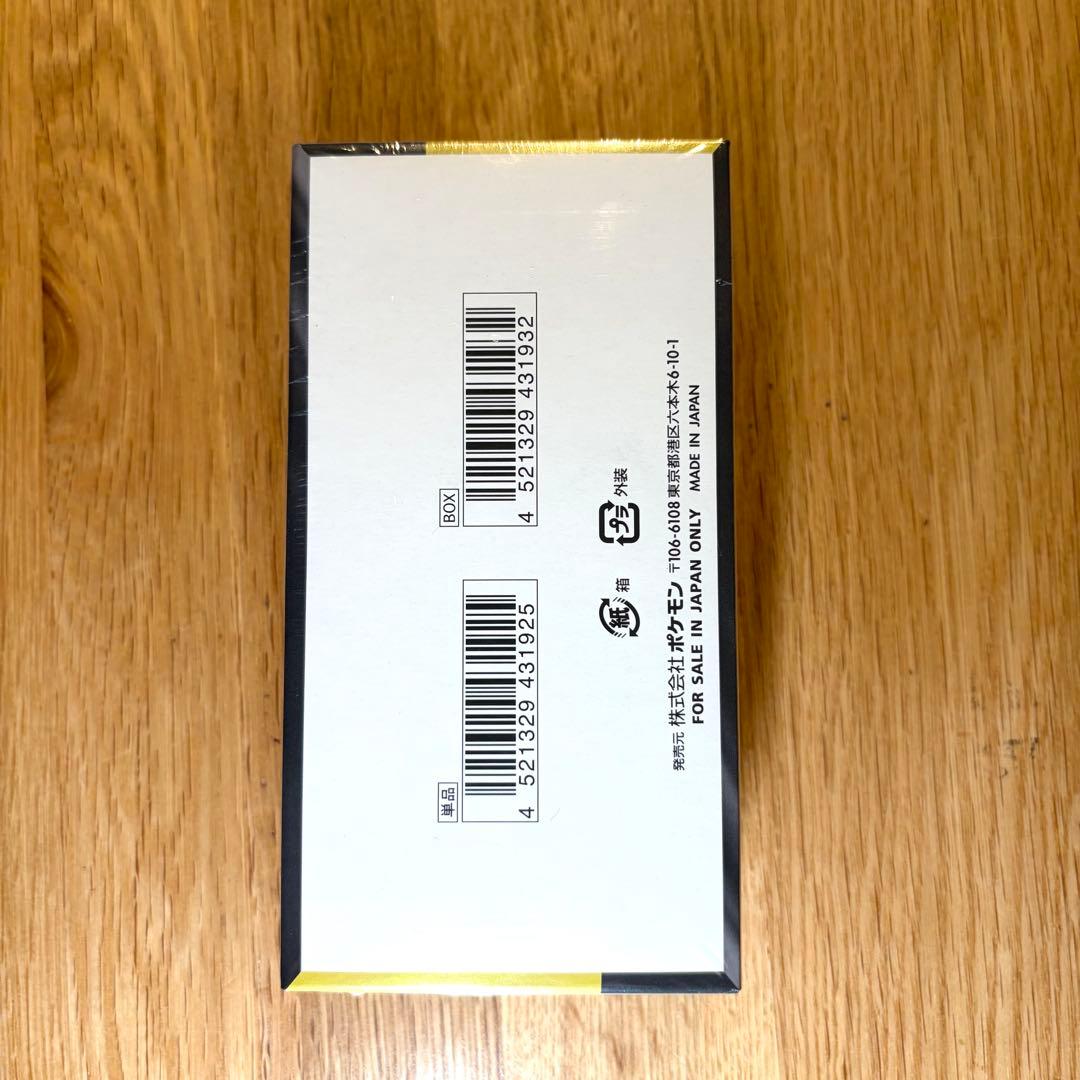 単品
4 521329 431925
BOX
4 521329 431932
紙 箱
プラ 外装
発売元 株式会社 ポケモン 〒106-6108 東京都港区六本木6-10-1
FOR SALE IN JAPAN ONLY MADE IN JAPAN